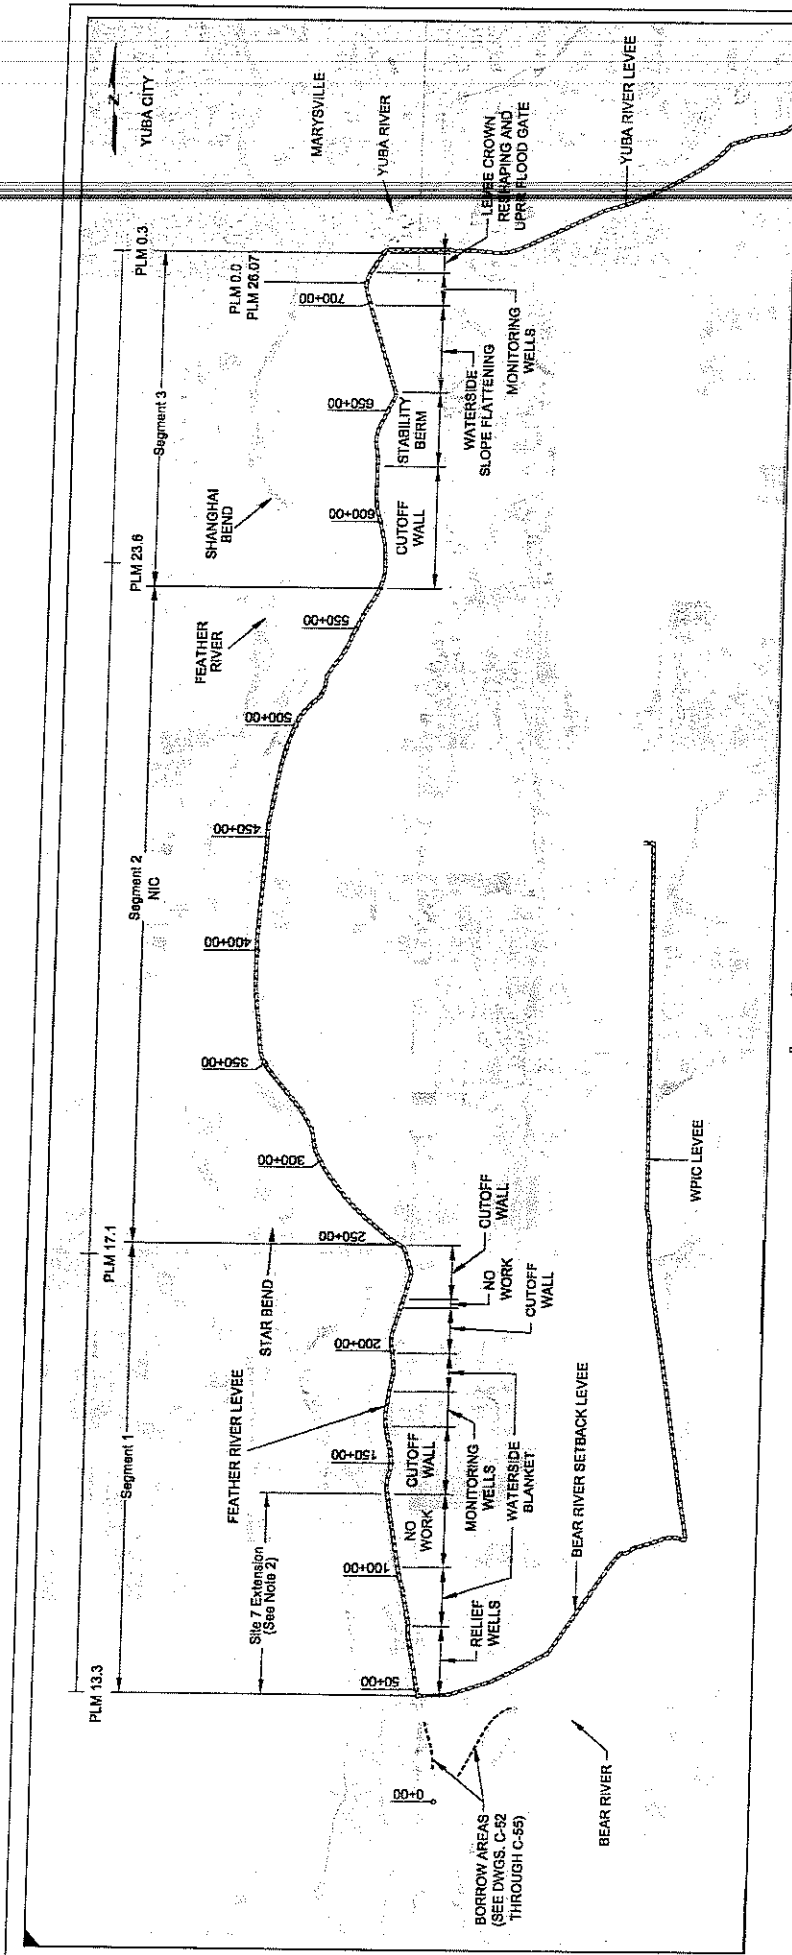 N
YUBA CITY
MARYSVILLE
YUBA RIVER
LEVEE CROWN
RESHAPING AND
UPRR FLOOD GATE
YUBA RIVER LEVEE
PLM 0.3
PLM 0.0
PLM 26.07
700+00
Segment 3
MONITORING
WELLS
WATERSIDE
SLOPE FLATTENING
650+00
STABILITY
BERM
SHANGHAI
BEND
600+00
CUTOFF
WALL
PLM 23.6
FEATHER
RIVER
550+00
500+00
450+00
Segment 2
NIC
400+00
350+00
300+00
WPIC LEVEE
PLM 17.1
250+00
STAR BEND
CUTOFF
WALL
NO
WORK
CUTOFF
WALL
200+00
FEATHER RIVER LEVEE
Segment 1
150+00
CUTOFF
WALL
MONITORING
WELLS
WATERSIDE
BLANKET
BEAR RIVER SETBACK LEVEE
NO
WORK
Site 7 Extension
(See Note 2)
100+00
RELIEF
WELLS
50+00
PLM 13.3
0+00
BORROW AREAS
(SEE DWGS. C-52
THROUGH C-55)
BEAR RIVER